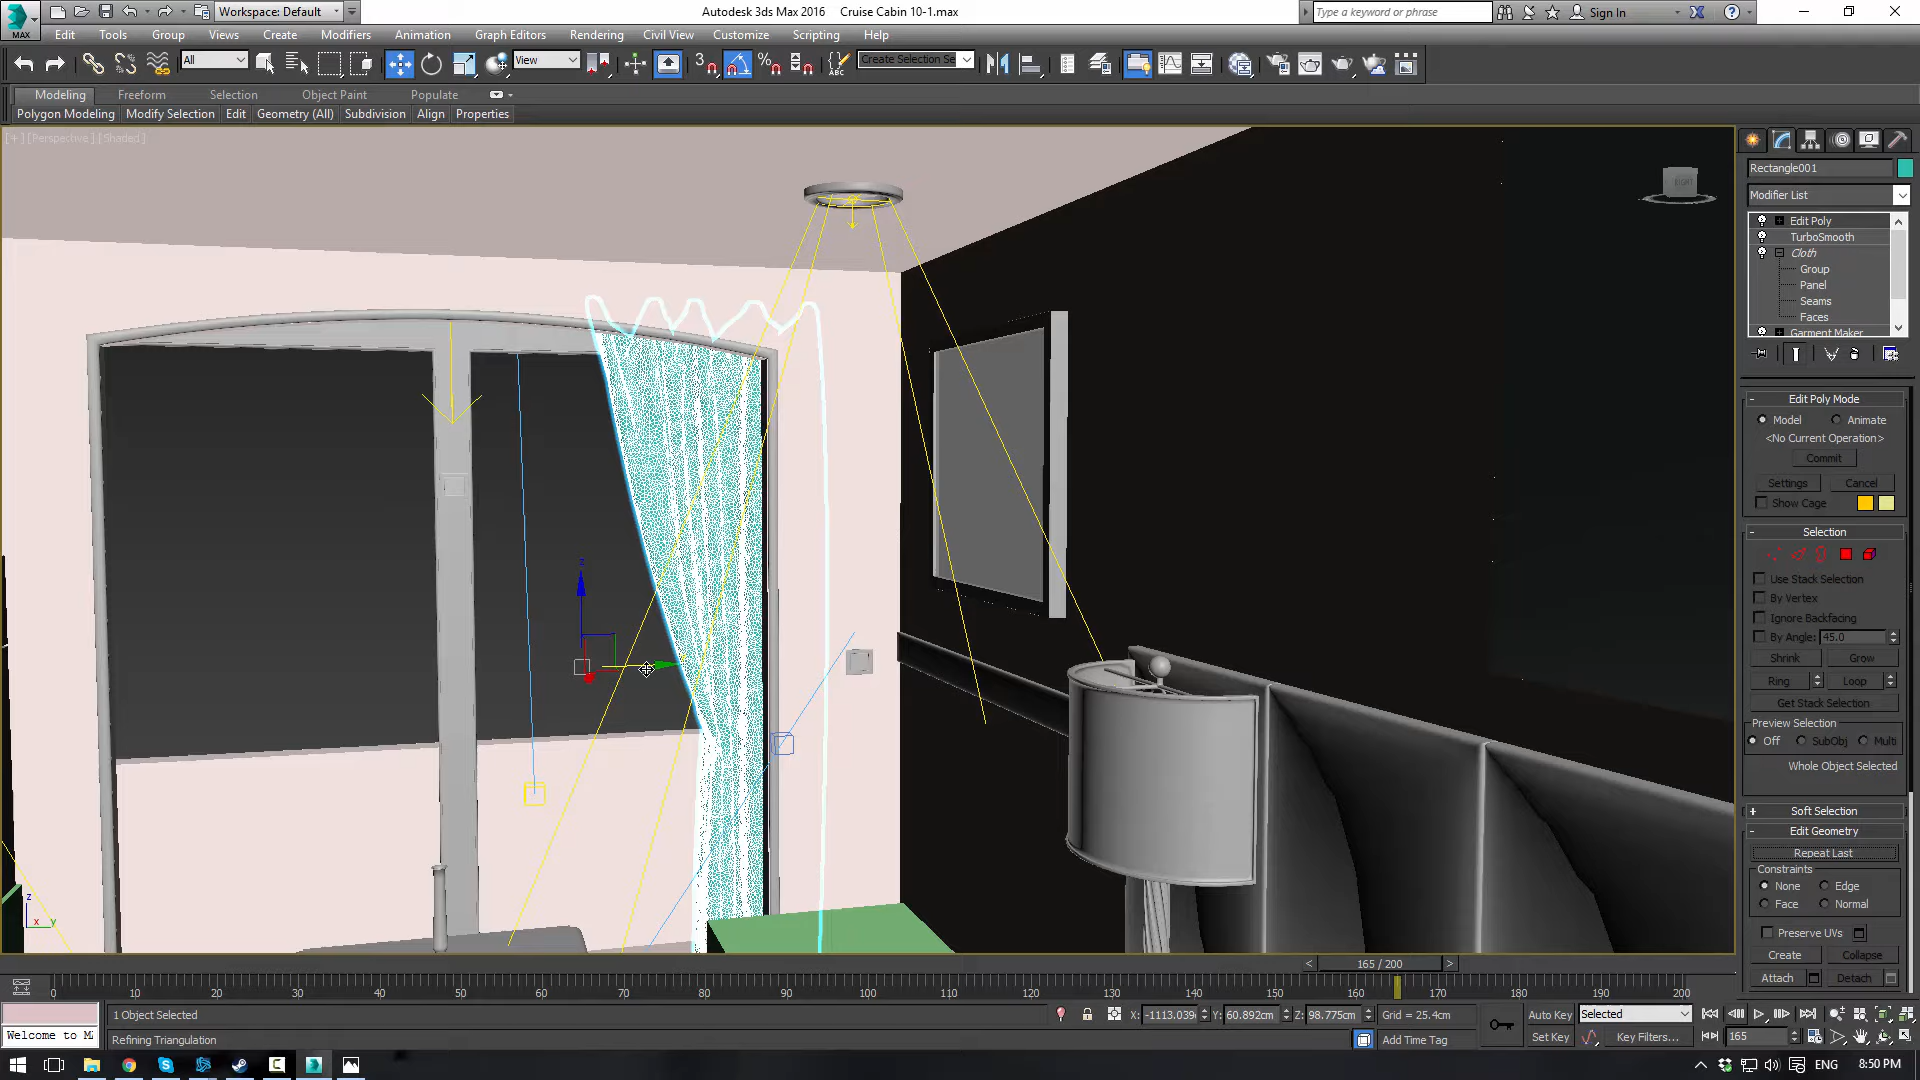 Workspace: Default
Autodesk 3ds Max 2016 Cruise Cabin 10-1.max
Type a keyword or phrase
Sign In
MAX
Edit Tools Group Views Create Modifiers Animation Graph Editors Rendering Civil View Customize Scripting Help
All
View
3
ABC
Create Selection Se
Modeling Freeform Selection Object Paint Populate
Polygon Modeling Modify Selection Edit Geometry (All) Subdivision Align Properties
[+] [Perspective] [Shaded]
RIGHT
Rectangle001
Modifier List
Edit Poly
TurboSmooth
Cloth
Group
Panel
Seams
Faces
Garment Maker
Edit Poly Mode
Model Animate
<No Current Operation>
Commit
Settings Cancel
Show Cage
Selection
Use Stack Selection
By Vertex
Ignore Backfacing
By Angle: 45.0
Shrink Grow
Ring Loop
Get Stack Selection
Preview Selection
Off SubObj Multi
Whole Object Selected
Soft Selection
Edit Geometry
Repeat Last
Constraints
None Edge
Face Normal
Preserve UVs
Create Collapse
Attach Detach
z
z
x y
< 165 / 200 >
0 10 20 30 40 50 60 70 80 90 100 110 120 130 140 150 160 170 180 190 200
1 Object Selected
X: -1113.039 Y: 60.892cm Z: 98.775cm Grid = 25.4cm
Auto Key Selected
Welcome to M
Refining Triangulation
Add Time Tag
Set Key Key Filters...
165
ENG 8:50 PM